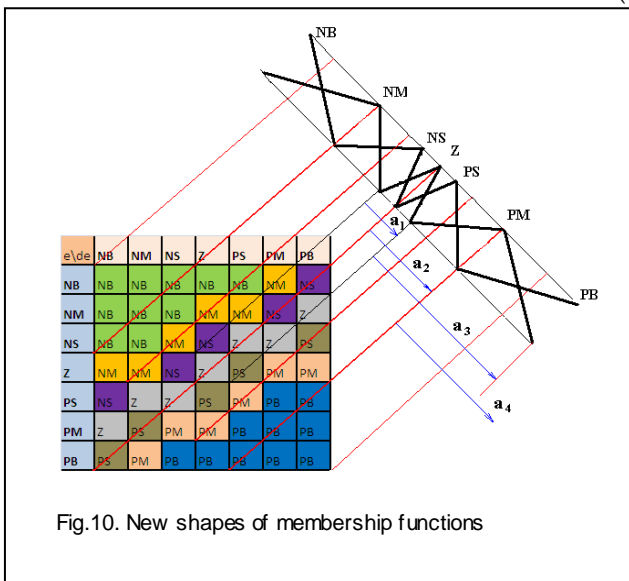 NB
NM
NS
Z
PS
PM
PB
a1
a2
a3
a4
e\de NB NM NS Z PS PM PB
NB NB NB NB NB NB NM NS
NM NB NB NB NM NM NS Z
NS NB NB NM NS Z Z PS
Z NM NM NS Z PS PM PM
PS NS Z Z PS PM PB PB
PM Z PS PM PM PB PB PB
PB PS PM PB PB PB PB PB
Fig.10. New shapes of membership functions